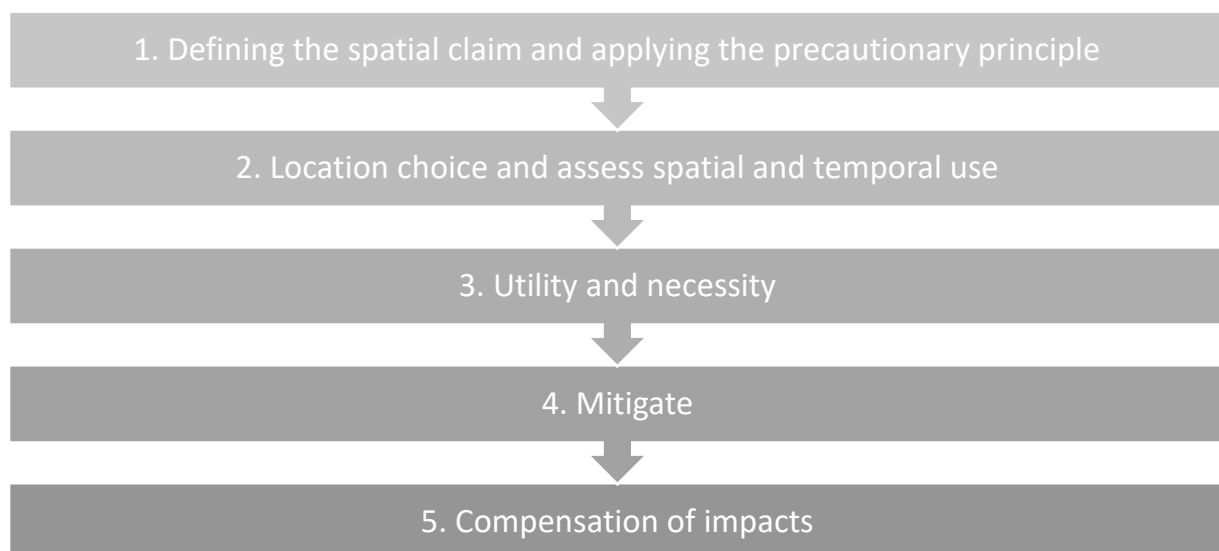 1. Defining the spatial claim and applying the precautionary principle
2. Location choice and assess spatial and temporal use
3. Utility and necessity
4. Mitigate
5. Compensation of impacts